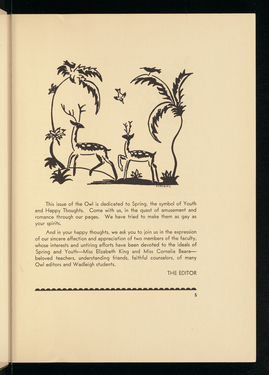 This issue of the Owl is dedicated to Spring, the symbol of Youth
and Happy Thoughts. Come with us, in the quest of amusement and
romance through our pages. We have tried to make them as gay as
your spirits.
And in your happy thoughts, we ask you to join us in the expression
of our sincere affection and appreciation of two members of the faculty,
whose interests and untiring efforts have been devoted to the ideals of
Spring and Youth—Miss Elizabeth King and Miss Cornelia Beare—
beloved teachers, understanding friends, faithful counselors, of many
Owl editors and Wadleigh students.
THE EDITOR
5